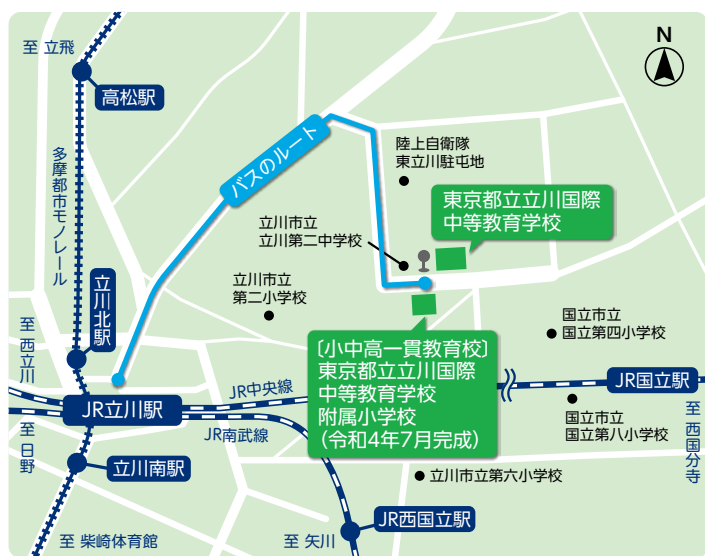 至 立飛
N
高松駅
多摩都市モノレール
バスのルート
陸上自衛隊
東立川駐屯地
東京都立立川国際
中等教育学校
立川市立
立川第二中学校
立川市立
第二小学校
立川北駅
至 西立川
国立市立
国立第四小学校
〔小中高一貫教育校〕
東京都立立川国際
中等教育学校
附属小学校
（令和4年7月完成）
JR中央線
JR国立駅
JR立川駅
JR南武線
国立市立
国立第八小学校
至 西国分寺
至 日野
立川南駅
立川市立第六小学校
JR西国立駅
至 柴崎体育館
至 矢川